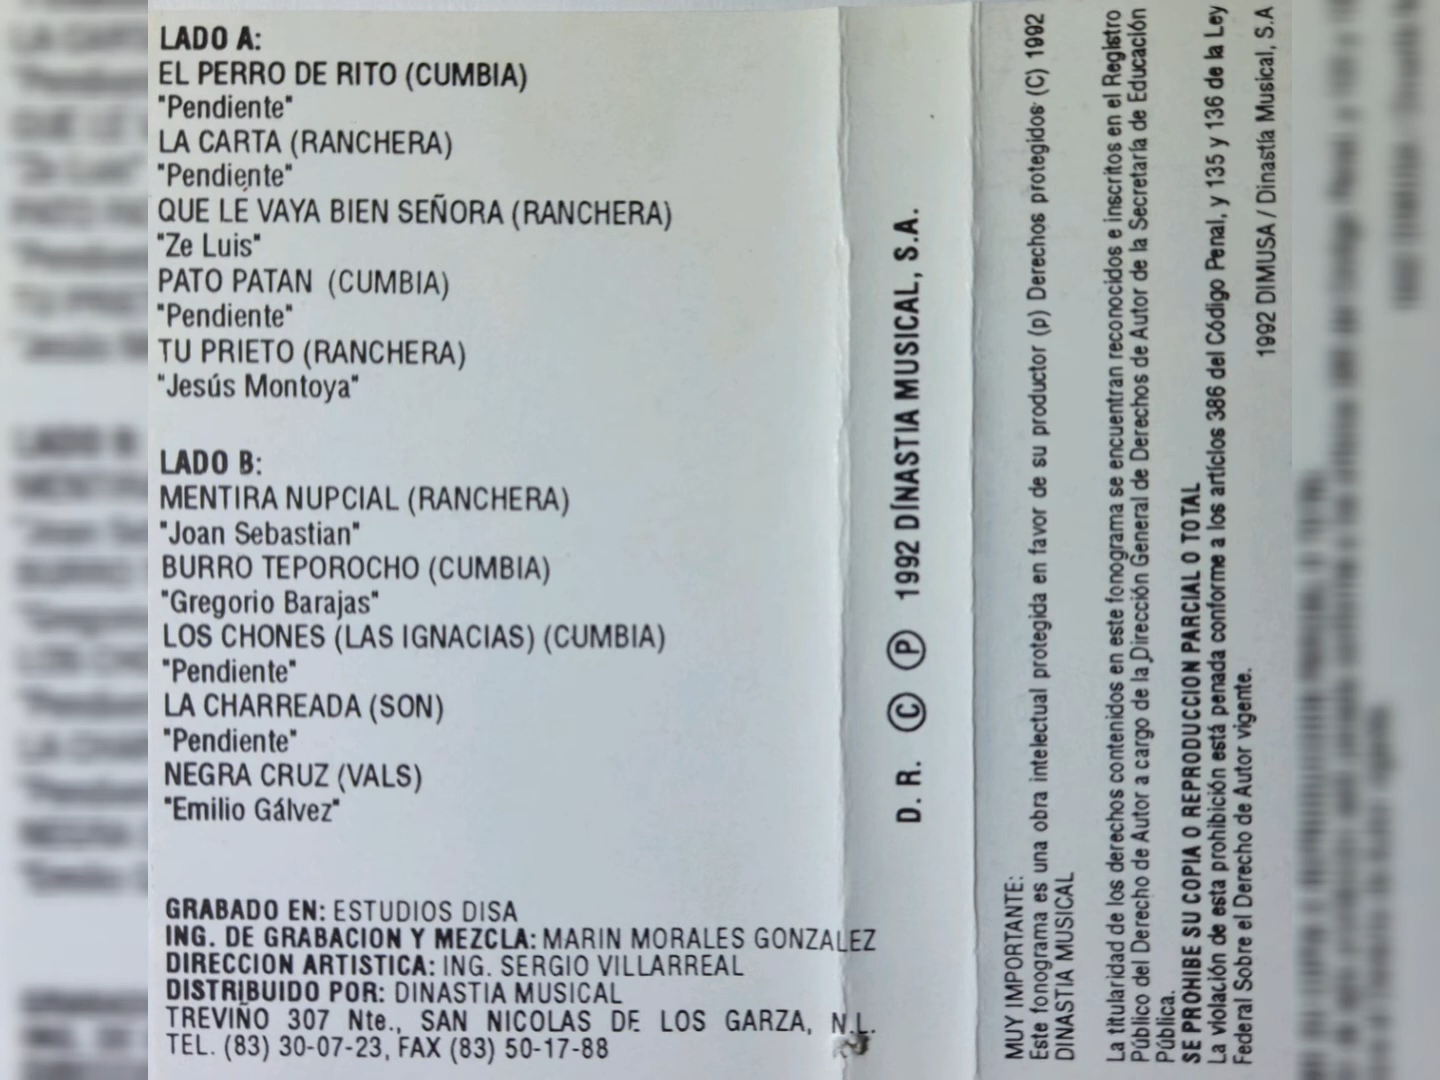 LADO A:
EL PERRO DE RITO (CUMBIA)
"Pendiente"
LA CARTA (RANCHERA)
"Pendiente"
QUE LE VAYA BIEN SEÑORA (RANCHERA)
"Ze Luis"
PATO PATAN (CUMBIA)
"Pendiente"
TU PRIETO (RANCHERA)
"Jesús Montoya"
LADO B:
MENTIRA NUPCIAL (RANCHERA)
"Joan Sebastian"
BURRO TEPOROCHO (CUMBIA)
"Gregorio Barajas"
LOS CHONES (LAS IGNACIAS) (CUMBIA)
"Pendiente"
LA CHARREADA (SON)
"Pendiente"
NEGRA CRUZ (VALS)
"Emilio Gálvez"
GRABADO EN: ESTUDIOS DISA
ING. DE GRABACION Y MEZCLA: MARIN MORALES GONZALEZ
DIRECCION ARTISTICA: ING. SERGIO VILLARREAL
DISTRIBUIDO POR: DINASTIA MUSICAL
TREVIÑO 307 Nte., SAN NICOLAS DE LOS GARZA, N.L.
TEL. (83) 30-07-23, FAX (83) 50-17-88
D. R. © ℗ 1992 DINASTIA MUSICAL, S.A.
MUY IMPORTANTE:
Este fonograma es una obra intelectual protegida en favor de su productor (p) Derechos protegidos (C) 1992
DINASTIA MUSICAL
La titularidad de los derechos contenidos en este fonograma se encuentran reconocidos e inscritos en el Registro
Público del Derecho de Autor a cargo de la Dirección General de Derechos de Autor de la Secretaría de Educación
Pública.
SE PROHIBE SU COPIA O REPRODUCCION PARCIAL O TOTAL
La violación de esta prohibición está penada conforme a los artíclos 386 del Código Penal, y 135 y 136 de la Ley
Federal Sobre el Derecho de Autor vigente.
1992 DIMUSA / Dinastía Musical, S.A